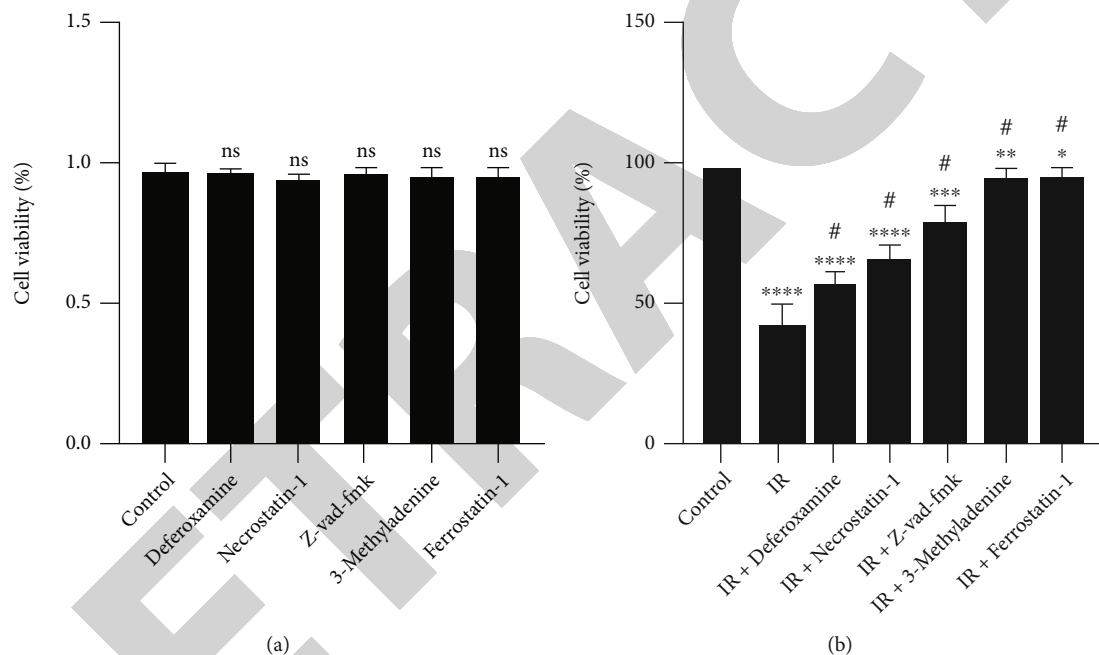 1.5
1.0
0.5
0.0
Cell viability (%)
ns
ns
ns
ns
ns
Control
Deferoxamine
Necrostatin-1
Z-vad-fmk
3-Methyladenine
Ferrostatin-1
(a)
150
100
50
0
Cell viability (%)
****
#
****
#
****
#
***
#
**
#
*
Control
IR
IR + Deferoxamine
IR + Necrostatin-1
IR + Z-vad-fmk
IR + 3-Methyladenine
IR + Ferrostatin-1
(b)
ETRAC